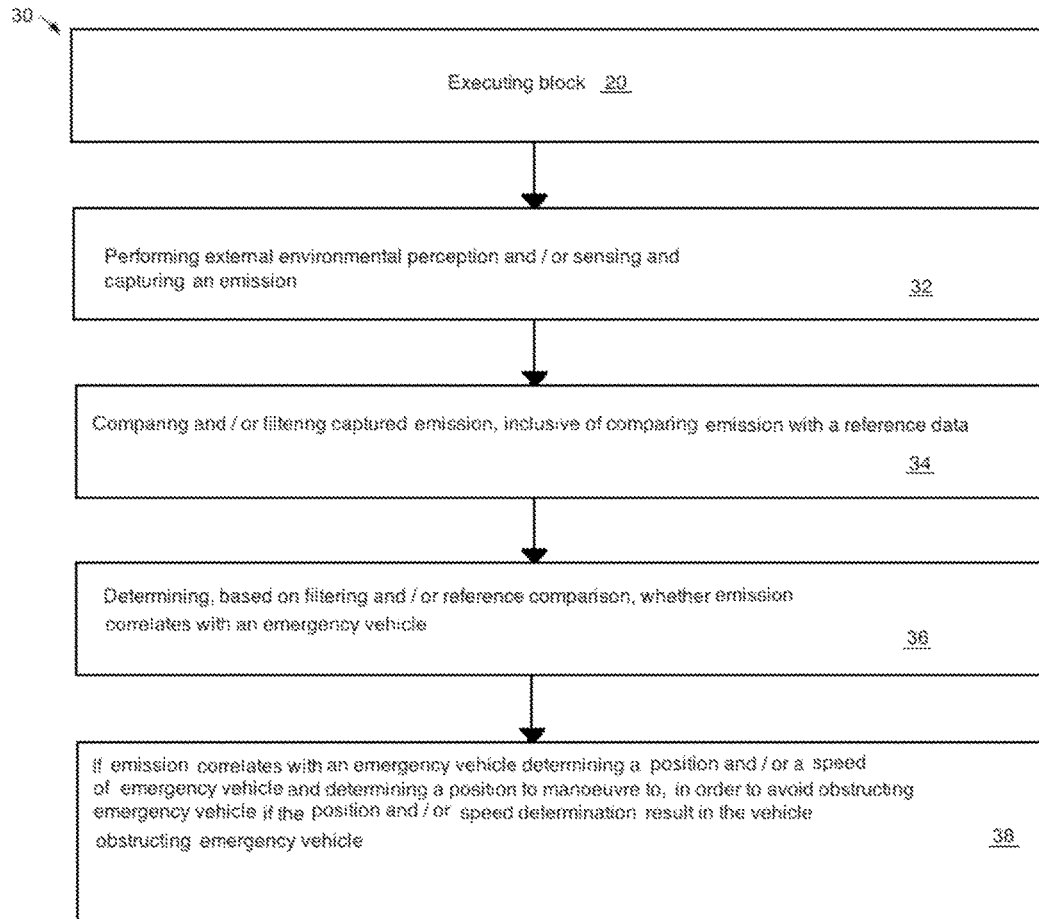 30
Executing block 20
Performing external environmental perception and / or sensing and
capturing an emission
32
Comparing and / or filtering captured emission, inclusive of comparing emission with a reference data
34
Determining, based on filtering and / or reference comparison, whether emission
correlates with an emergency vehicle
36
If emission correlates with an emergency vehicle determining a position and / or a speed
of emergency vehicle and determining a position to manoeuvre to, in order to avoid obstructing
emergency vehicle if the position and / or speed determination result in the vehicle
obstructing emergency vehicle
38